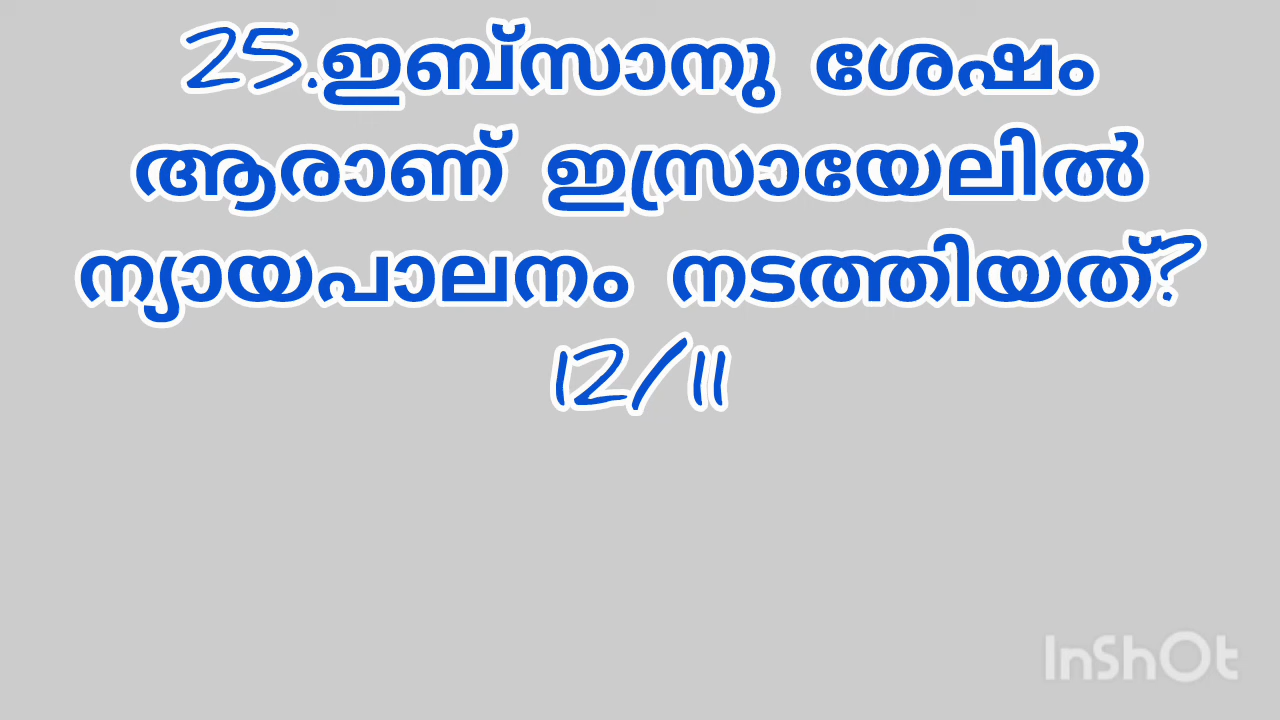 25.ഇബ്സാനു ശേഷം
ആരാണ് ഇസ്രായേലിൽ
ന്യായപാലനം നടത്തിയത്?
12/11
InShOt